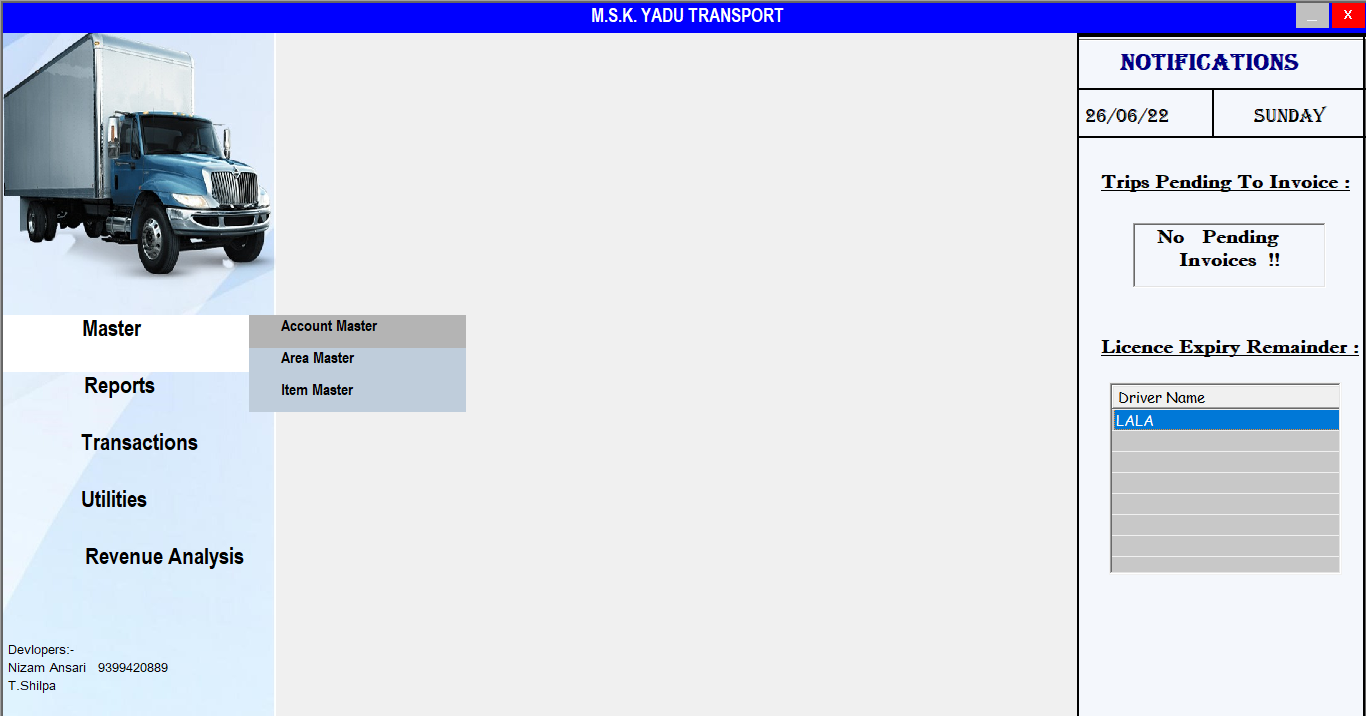 M.S.K. YADU TRANSPORT
_ X
NOTIFICATIONS
26/06/22 SUNDAY
Trips Pending To Invoice :
No Pending
Invoices !!
Master
Account Master
Area Master
Item Master
Reports
Transactions
Utilities
Revenue Analysis
Licence Expiry Remainder :
Driver Name
LALA
Devlopers:-
Nizam Ansari 9399420889
T.Shilpa